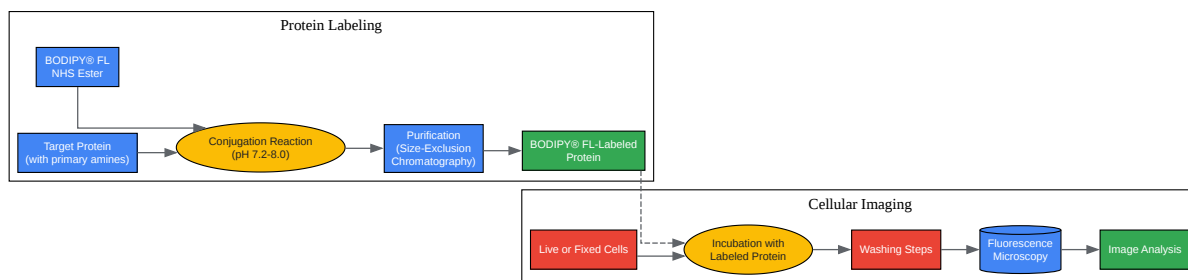 Protein Labeling
BODIPY® FL
NHS Ester
Target Protein
(with primary amines)
Conjugation Reaction
(pH 7.2-8.0)
Purification
(Size-Exclusion
Chromatography)
BODIPY® FL-Labeled
Protein
Cellular Imaging
Live or Fixed Cells
Incubation with
Labeled Protein
Washing Steps
Fluorescence
Microscopy
Image Analysis